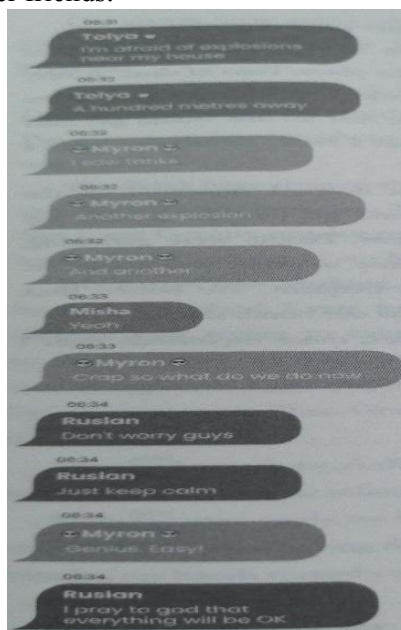 er friends.
06:31
Tolya
I'm afraid of explosions
near my house
06:32
Tolya
A hundred metres away
06:32
Myron
I saw tanks
06:32
Myron
Another explosion
06:32
Myron
And another
06:33
Misha
Yeah
06:33
Myron
Crap so what do we do now
06:34
Ruslan
Don't worry guys
06:34
Ruslan
Just keep calm
06:34
Myron
Genius. Easy!
06:34
Ruslan
I pray to god that
everything will be OK